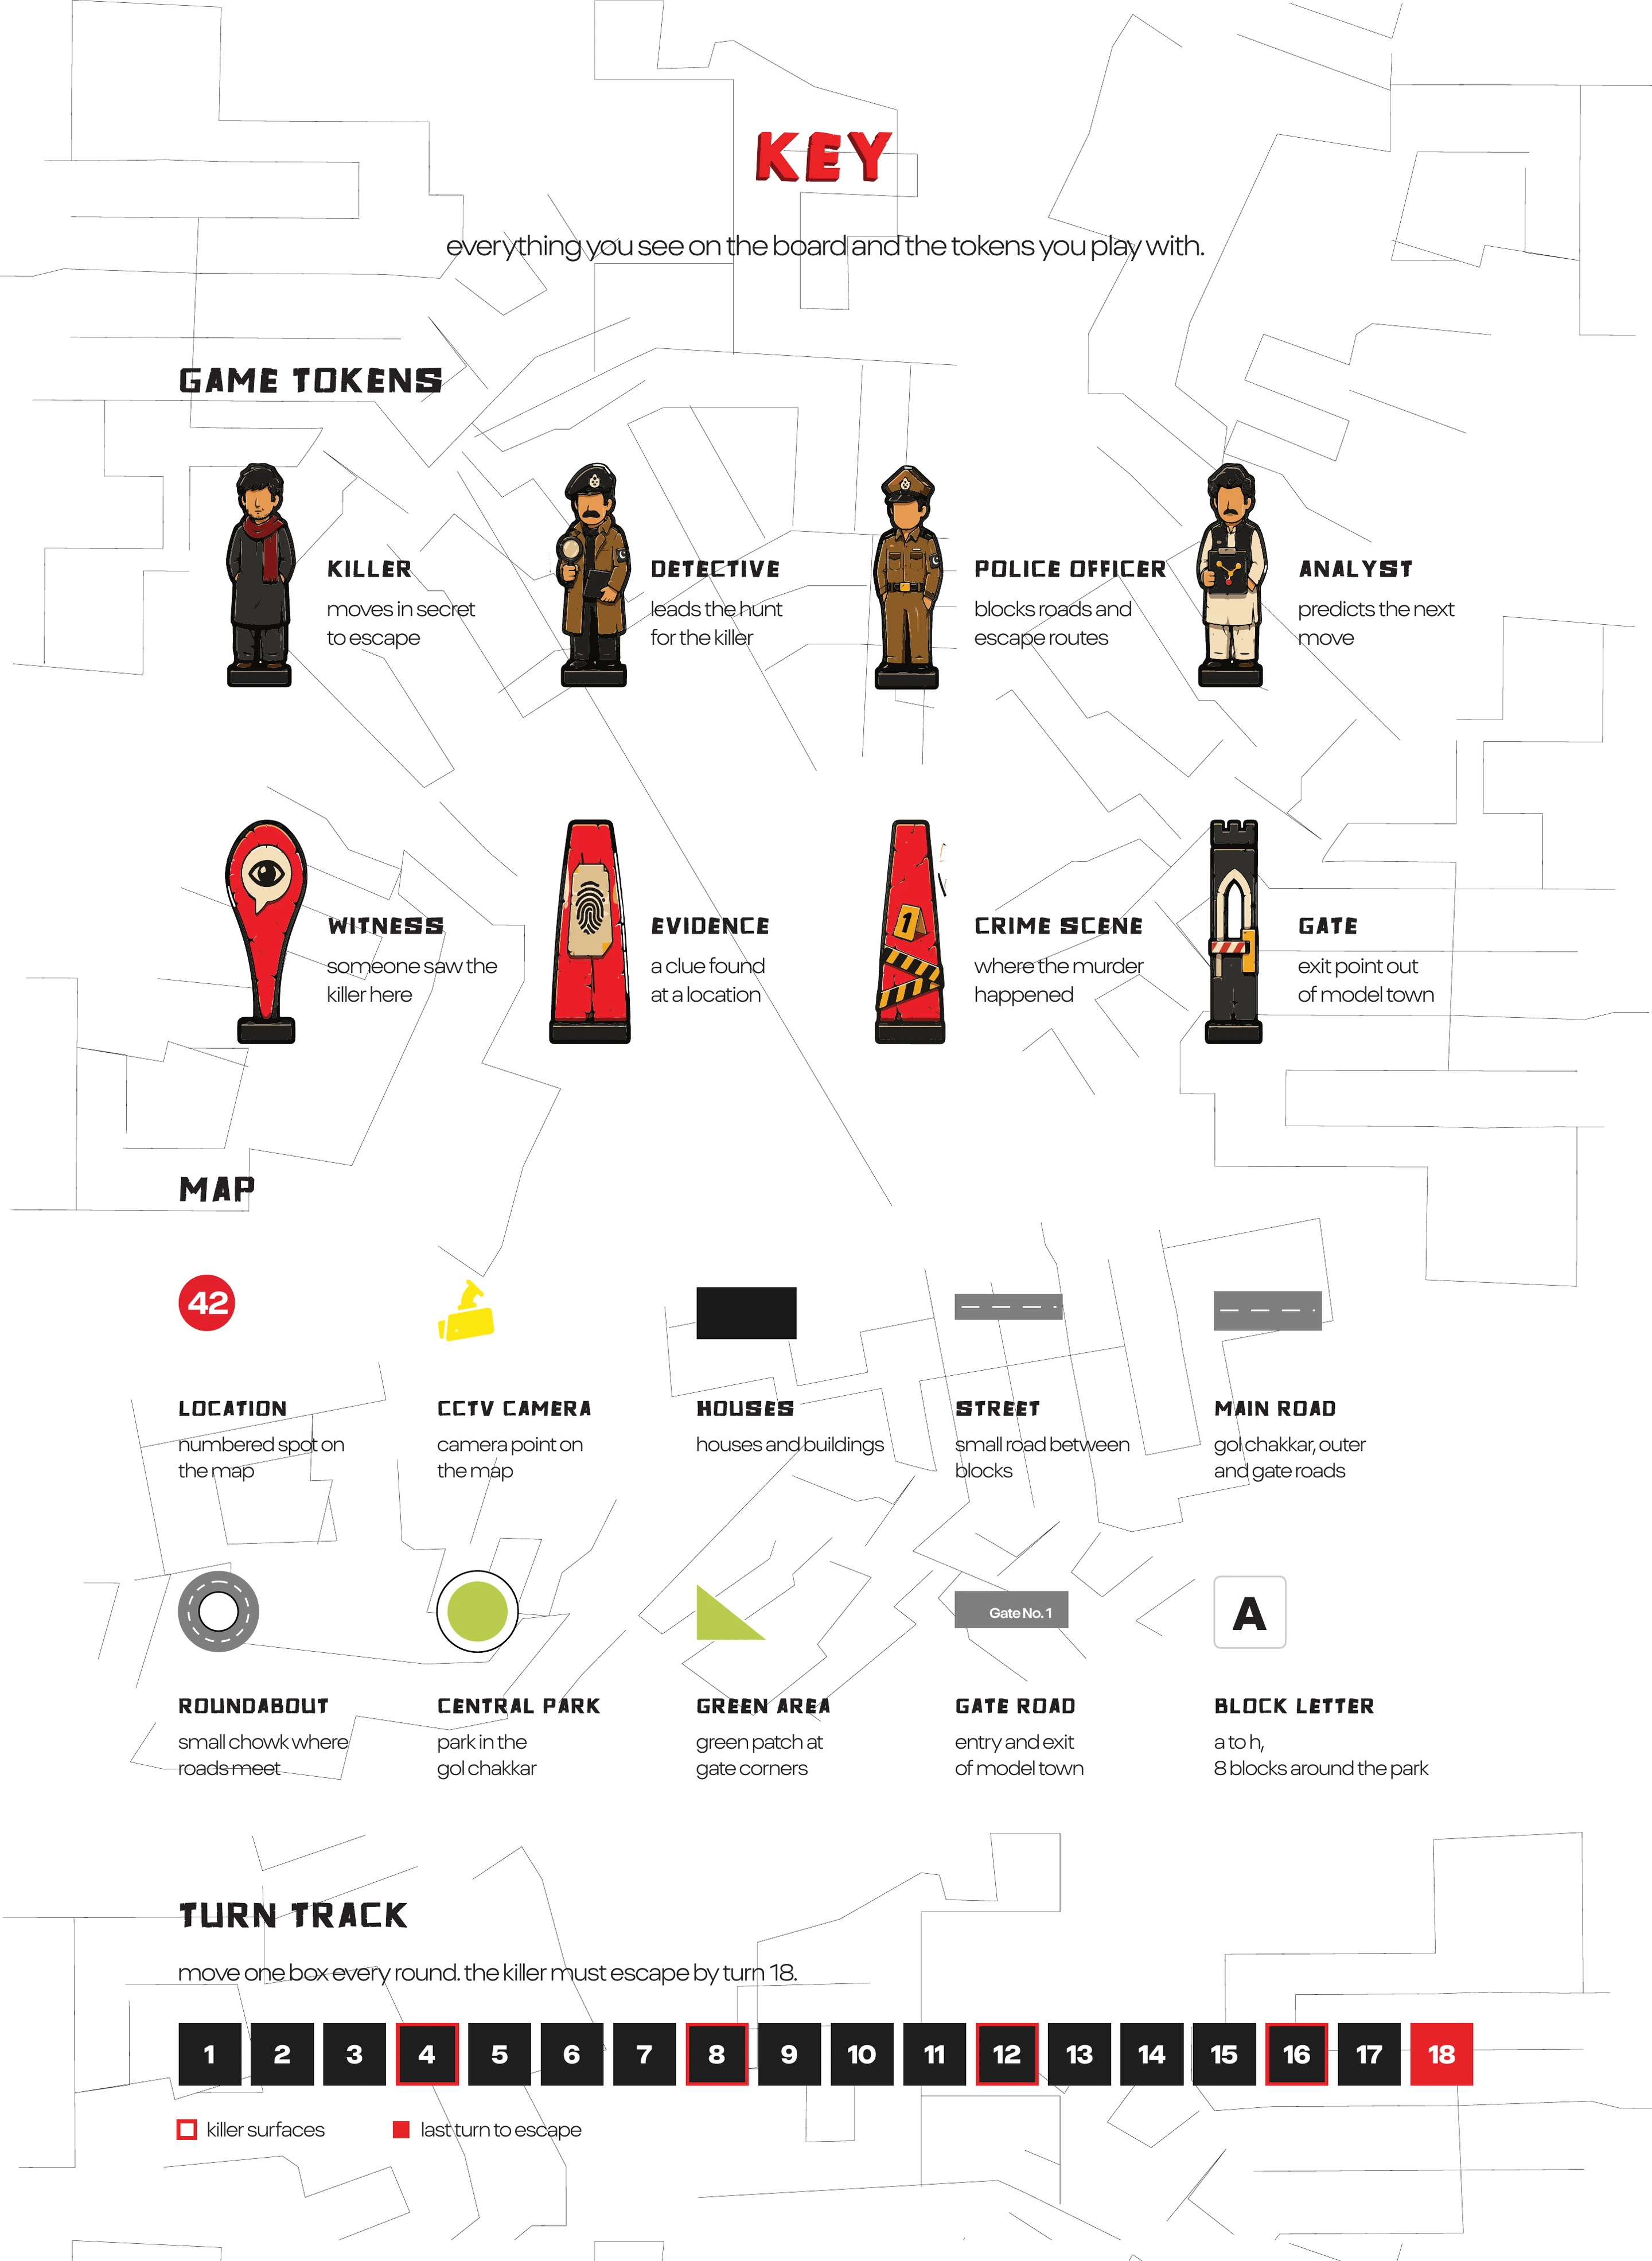 KEY
everything you see on the board and the tokens you play with.
GAME TOKENS
KILLER
moves in secret
to escape
DETECTIVE
leads the hunt
for the killer
POLICE OFFICER
blocks roads and
escape routes
ANALYST
predicts the next
move
WITNESS
someone saw the
killer here
EVIDENCE
a clue found
at a location
1
CRIME SCENE
where the murder
happened
GATE
exit point out
of model town
MAP
42
LOCATION
numbered spot on
the map
CCTV CAMERA
camera point on
the map
HOUSES
houses and buildings
STREET
small road between
blocks
MAIN ROAD
gol chakkar, outer
and gate roads
ROUNDABOUT
small chowk where
roads meet
CENTRAL PARK
park in the
gol chakkar
GREEN AREA
green patch at
gate corners
Gate No. 1
GATE ROAD
entry and exit
of model town
A
BLOCK LETTER
a to h,
8 blocks around the park
TURN TRACK
move one box every round. the killer must escape by turn 18.
1 2 3 4 5 6 7 8 9 10 11 12 13 14 15 16 17 18
killer surfaces
last turn to escape